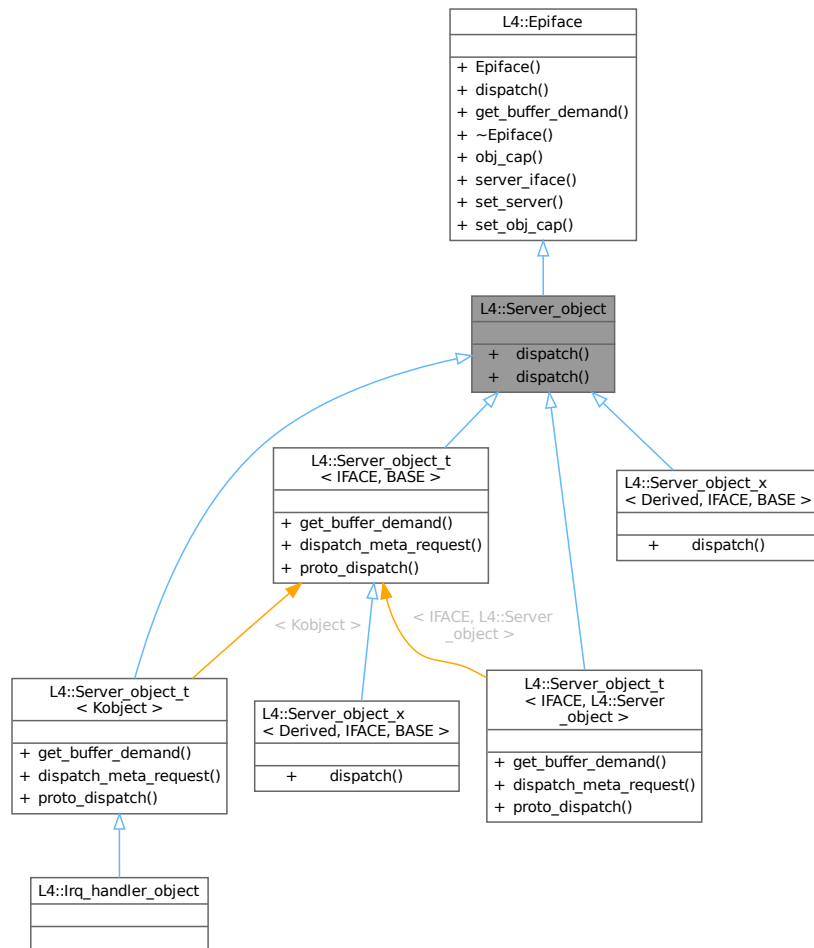 L4::Epiface
+ Epiface()
+ dispatch()
+ get_buffer_demand()
+ ~Epiface()
+ obj_cap()
+ server_iface()
+ set_server()
+ set_obj_cap()
L4::Server_object
+ dispatch()
+ dispatch()
L4::Server_object_t
< IFACE, BASE >
+ get_buffer_demand()
+ dispatch_meta_request()
+ proto_dispatch()
L4::Server_object_x
< Derived, IFACE, BASE >
+ dispatch()
< Kobject >
< IFACE, L4::Server
_object >
L4::Server_object_t
< Kobject >
+ get_buffer_demand()
+ dispatch_meta_request()
+ proto_dispatch()
L4::Server_object_x
< Derived, IFACE, BASE >
+ dispatch()
L4::Server_object_t
< IFACE, L4::Server
_object >
+ get_buffer_demand()
+ dispatch_meta_request()
+ proto_dispatch()
L4::Irq_handler_object